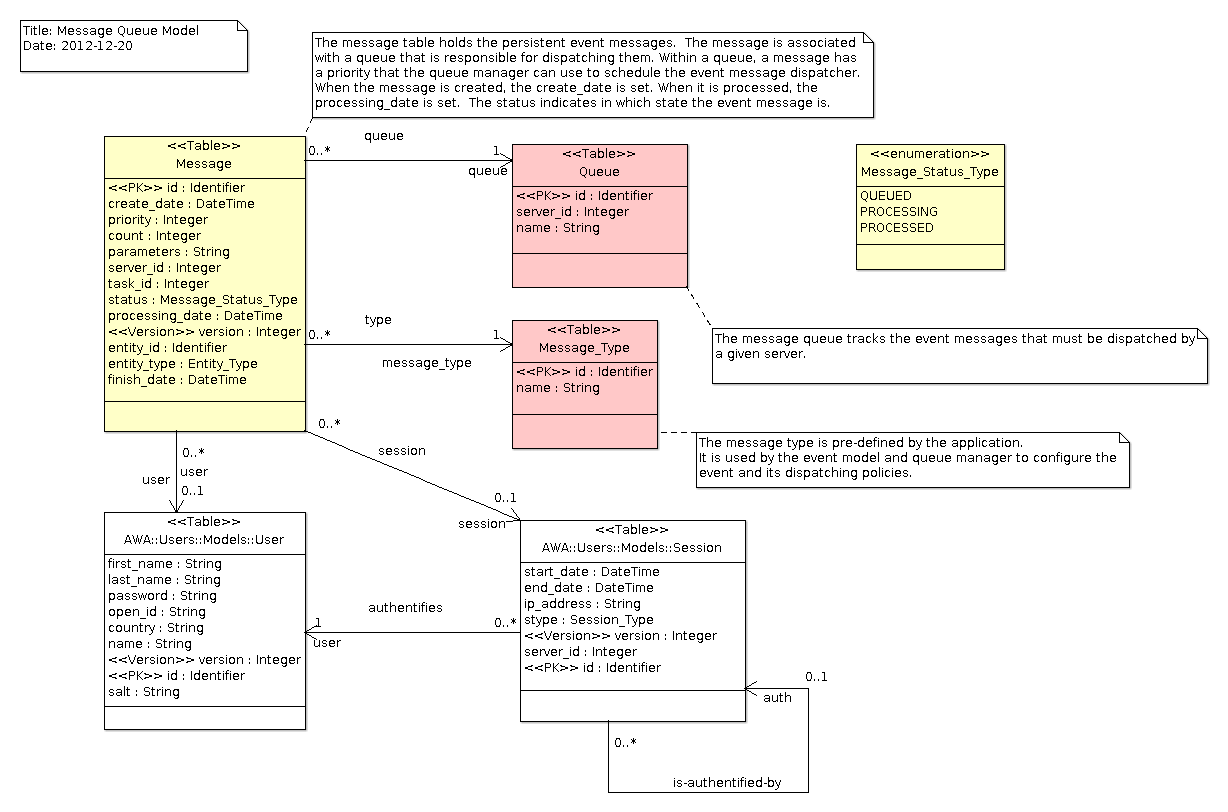 Title: Message Queue Model
Date: 2012-12-20
The message table holds the persistent event messages.  The message is associated
with a queue that is responsible for dispatching them. Within a queue, a message has
a priority that the queue manager can use to schedule the event message dispatcher.
When the message is created, the create_date is set. When it is processed, the
processing_date is set.  The status indicates in which state the event message is.
<<Table>>
Message
<<PK>> id : Identifier
create_date : DateTime
priority : Integer
count : Integer
parameters : String
server_id : Integer
task_id : Integer
status : Message_Status_Type
processing_date : DateTime
<<Version>> version : Integer
entity_id : Identifier
entity_type : Entity_Type
finish_date : DateTime
queue
0..*
1
queue
<<Table>>
Queue
<<PK>> id : Identifier
server_id : Integer
name : String
<<enumeration>>
Message_Status_Type
QUEUED
PROCESSING
PROCESSED
The message queue tracks the event messages that must be dispatched by
a given server.
type
0..*
1
message_type
<<Table>>
Message_Type
<<PK>> id : Identifier
name : String
The message type is pre-defined by the application.
It is used by the event model and queue manager to configure the
event and its dispatching policies.
0..*
session
0..1
session
0..*
user
user
0..1
<<Table>>
AWA::Users::Models::User
first_name : String
last_name : String
password : String
open_id : String
country : String
name : String
<<Version>> version : Integer
<<PK>> id : Identifier
salt : String
authentifies
1
0..*
user
<<Table>>
AWA::Users::Models::Session
start_date : DateTime
end_date : DateTime
ip_address : String
stype : Session_Type
<<Version>> version : Integer
server_id : Integer
<<PK>> id : Identifier
0..1
auth
0..*
is-authentified-by